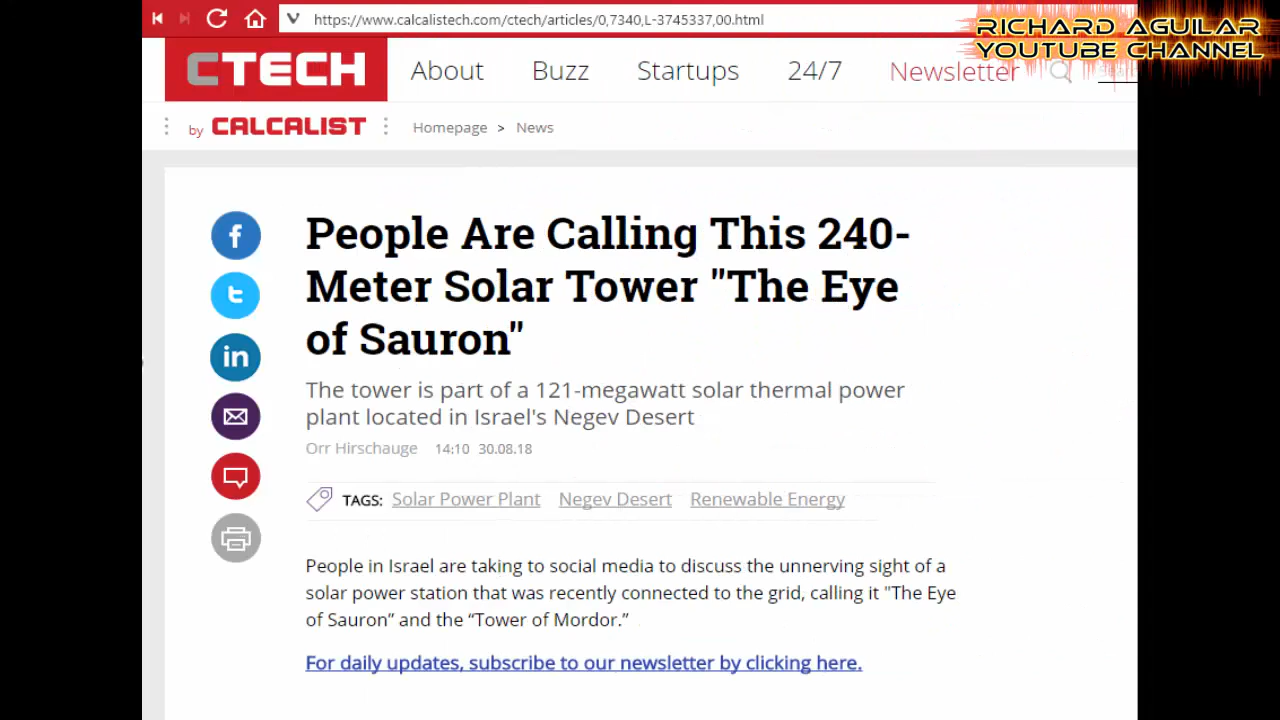 https://www.calcalistech.com/ctech/articles/0,7340,L-3745337,00.html
RICHARD AGUILAR
YOUTUBE CHANNEL
CTECH
About Buzz Startups 24/7 Newsletter
by CALCALIST
Homepage > News
People Are Calling This 240-
Meter Solar Tower "The Eye
of Sauron"
The tower is part of a 121-megawatt solar thermal power
plant located in Israel's Negev Desert
Orr Hirschauge 14:10 30.08.18
TAGS: Solar Power Plant Negev Desert Renewable Energy
People in Israel are taking to social media to discuss the unnerving sight of a
solar power station that was recently connected to the grid, calling it "The Eye
of Sauron” and the “Tower of Mordor.”
For daily updates, subscribe to our newsletter by clicking here.